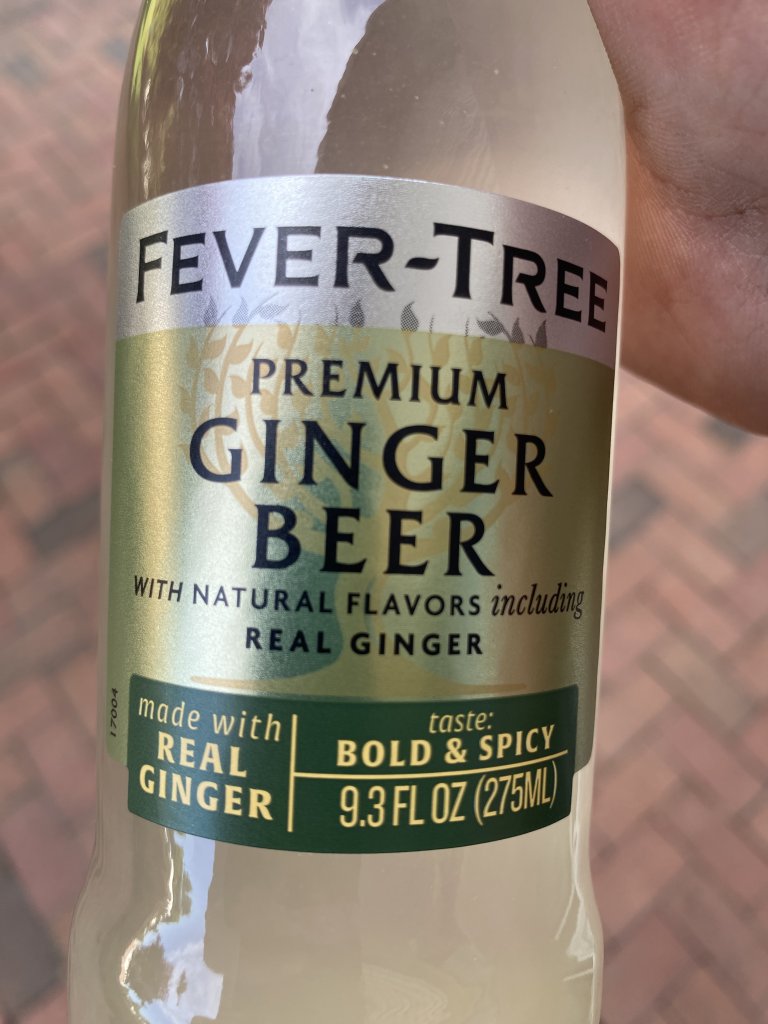 FEVER-TREE
PREMIUM
GINGER
BEER
WITH NATURAL FLAVORS including
REAL GINGER
17004
made with
REAL
GINGER
taste:
BOLD & SPICY
9.3 FL OZ (275ML)